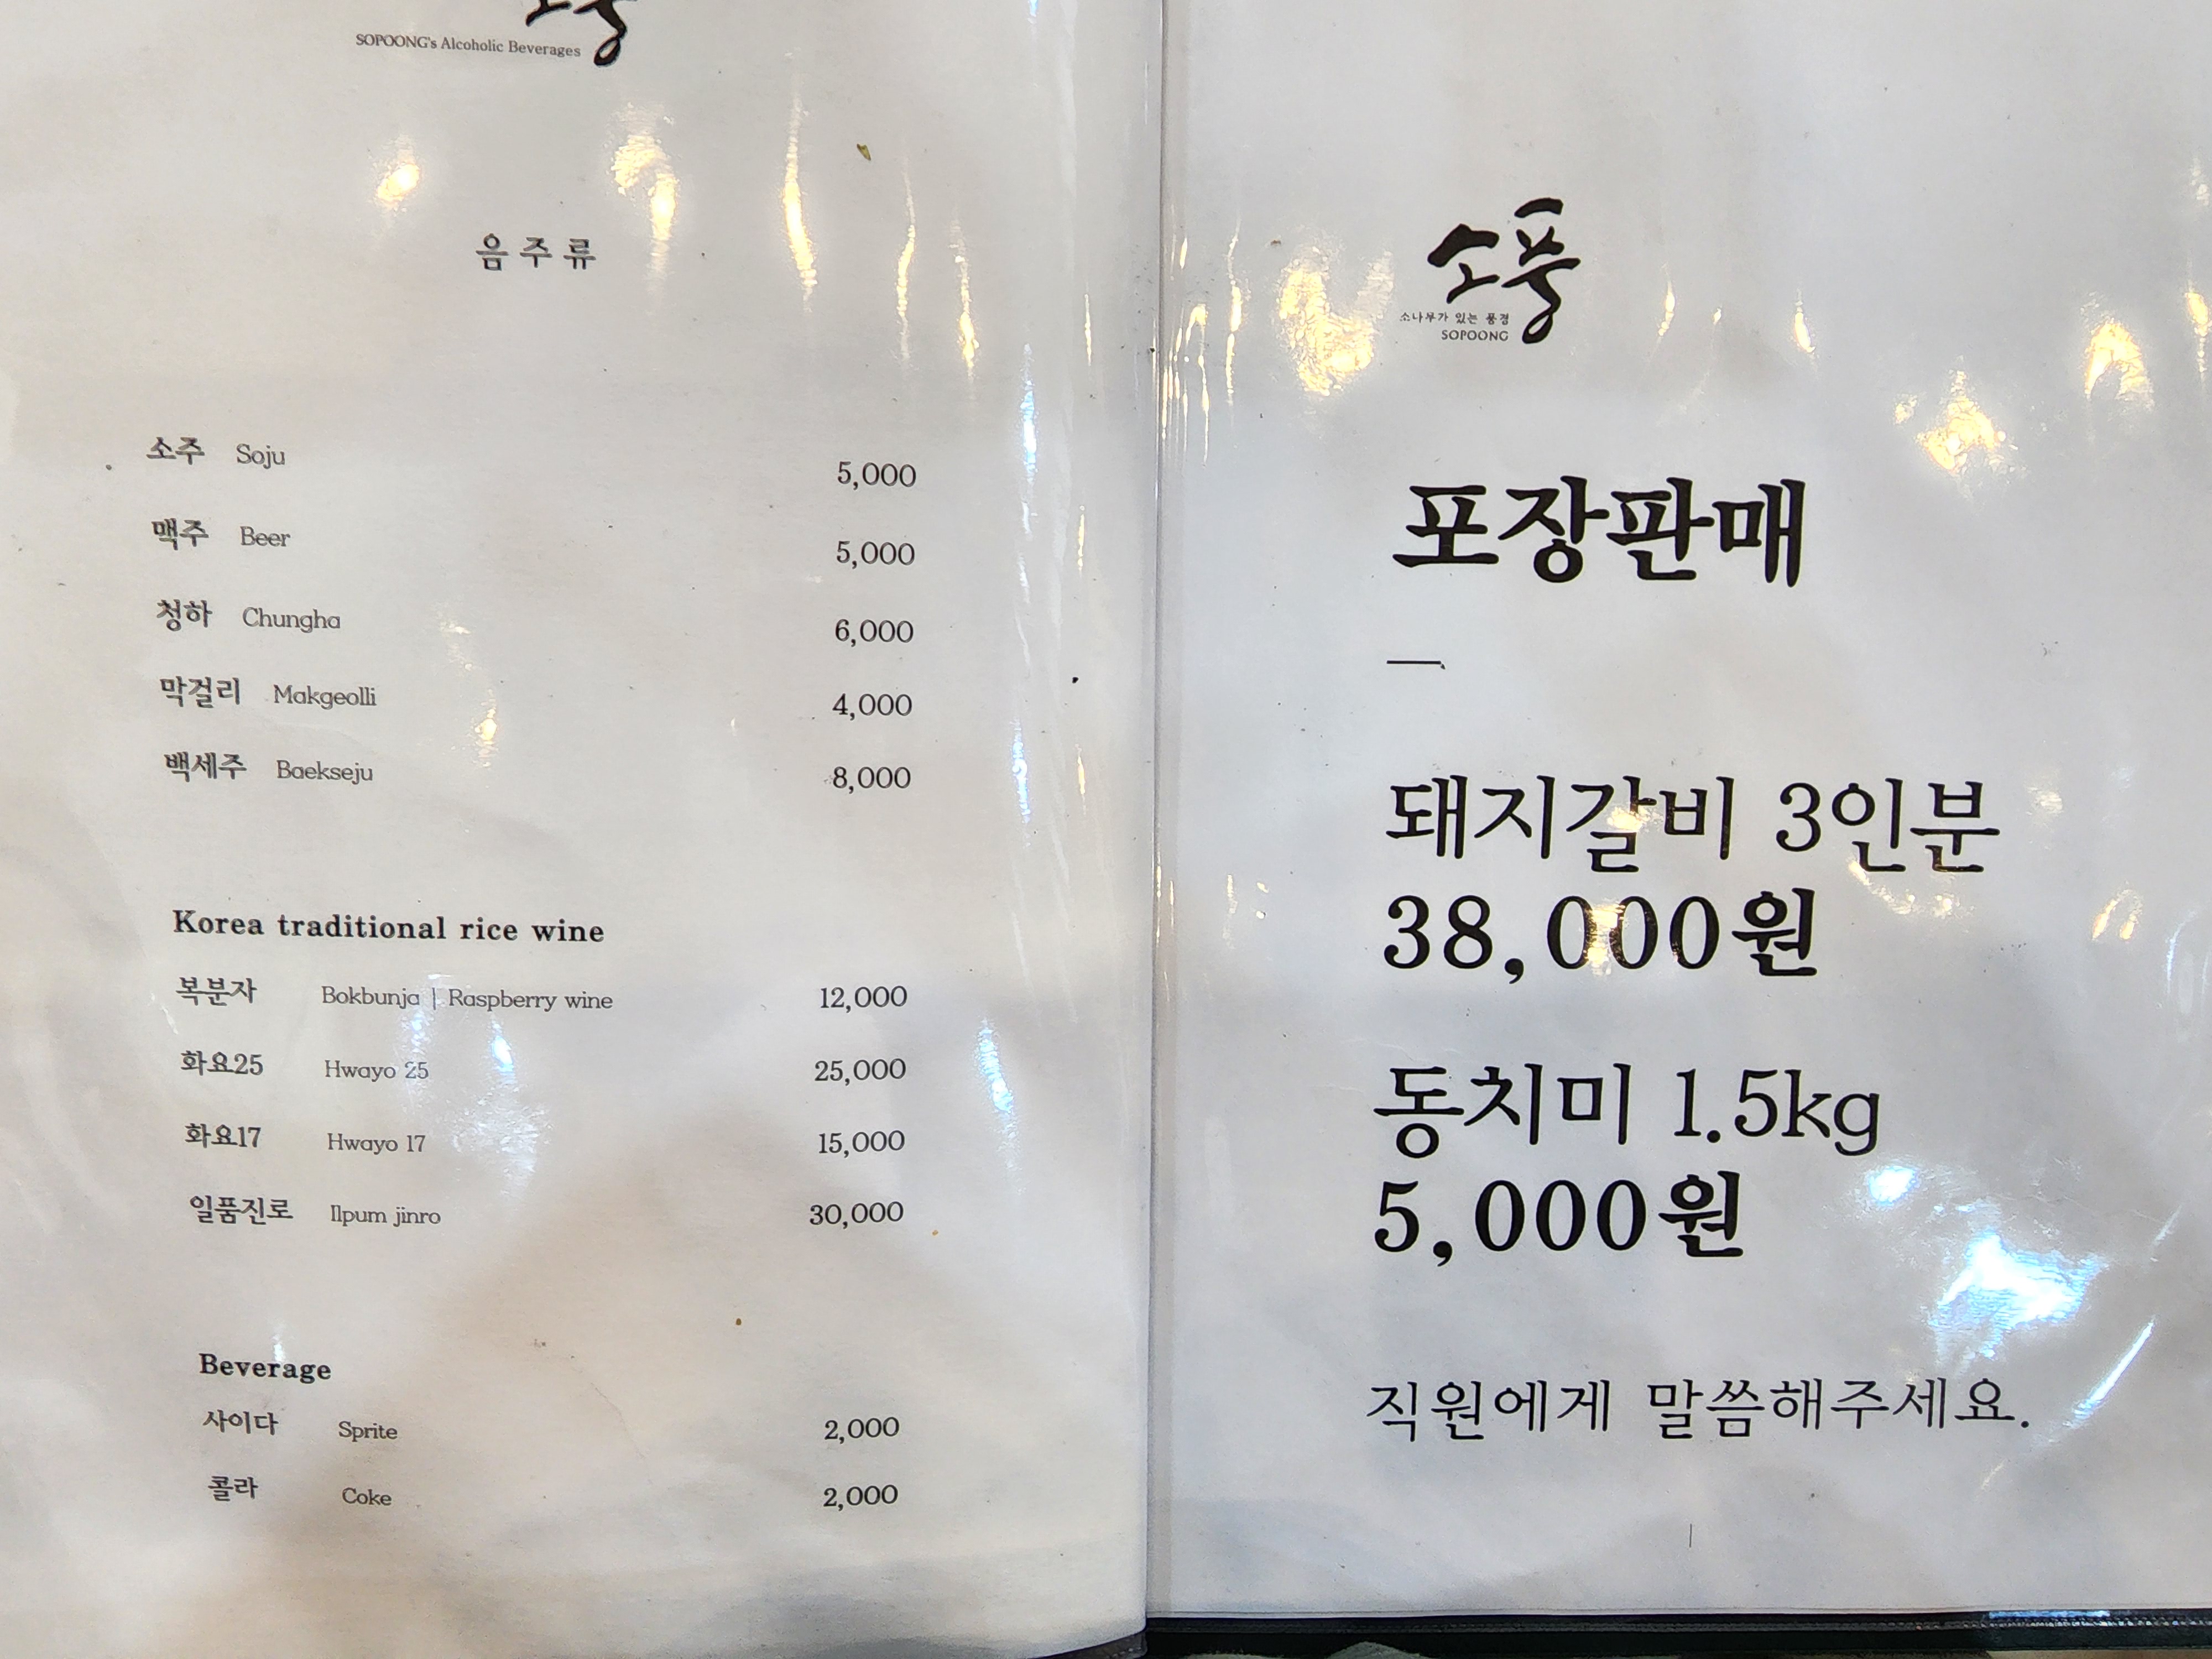 SOPOONG's Alcoholic Beverages
음주류
소주 Soju 5,000
맥주 Beer 5,000
청하 Chungha 6,000
막걸리 Makgeolli 4,000
백세주 Baekseju 8,000
Korea traditional rice wine
복분자 Bokbunja | Raspberry wine 12,000
화요25 Hwayo 25 25,000
화요17 Hwayo 17 15,000
일품진로 Ilpum jinro 30,000
Beverage
사이다 Sprite 2,000
콜라 Coke 2,000
소풍
소나무가 있는 풍경
SOPOONG
포장판매
돼지갈비 3인분
38,000원
동치미 1.5kg
5,000원
직원에게 말씀해주세요.